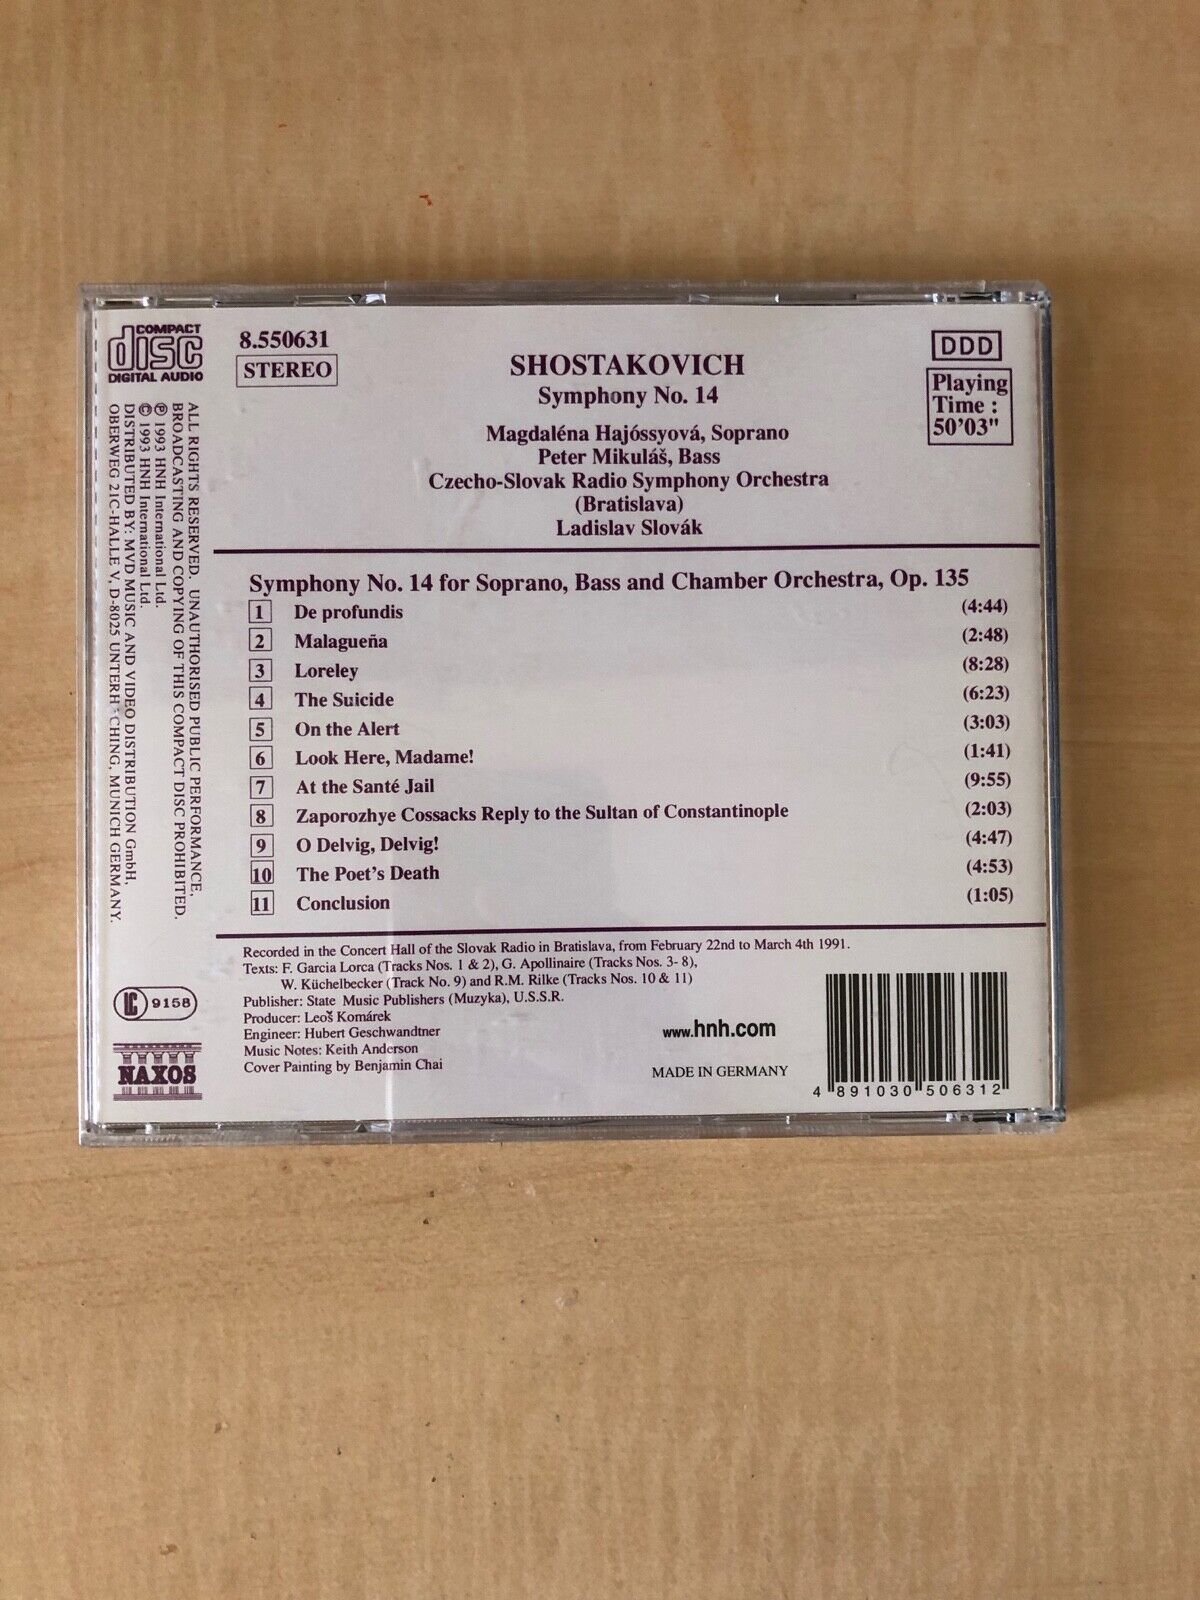 COMPACT
disc
DIGITAL AUDIO
8.550631
STEREO
SHOSTAKOVICH
Symphony No. 14
Magdaléna Hajóssyová, Soprano
Peter Mikuláš, Bass
Czecho-Slovak Radio Symphony Orchestra
(Bratislava)
Ladislav Slovák
DDD
Playing
Time :
50'03"
Symphony No. 14 for Soprano, Bass and Chamber Orchestra, Op. 135
1 De profundis (4:44)
2 Malagueña (2:48)
3 Loreley (8:28)
4 The Suicide (6:23)
5 On the Alert (3:03)
6 Look Here, Madame! (1:41)
7 At the Santé Jail (9:55)
8 Zaporozhye Cossacks Reply to the Sultan of Constantinople (2:03)
9 O Delvig, Delvig! (4:47)
10 The Poet's Death (4:53)
11 Conclusion (1:05)
Recorded in the Concert Hall of the Slovak Radio in Bratislava, from February 22nd to March 4th 1991.
Texts: F. Garcia Lorca (Tracks Nos. 1 & 2), G. Apollinaire (Tracks Nos. 3- 8),
W. Küchelbecker (Track No. 9) and R.M. Rilke (Tracks Nos. 10 & 11)
Publisher: State Music Publishers (Muzyka), U.S.S.R.
Producer: Leoš Komárek
Engineer: Hubert Geschwandtner
Music Notes: Keith Anderson
Cover Painting by Benjamin Chai
www.hnh.com
MADE IN GERMANY
4 891030 506312
ALL RIGHTS RESERVED. UNAUTHORISED PUBLIC PERFORMANCE,
BROADCASTING AND COPYING OF THIS COMPACT DISC PROHIBITED.
℗ 1993 HNH International Ltd.
© 1993 HNH International Ltd.
DISTRIBUTED BY: MVD MUSIC AND VIDEO DISTRIBUTION GmbH,
OBERWEG 21C-HALLE V, D-8025 MUNICH GERMANY.
LC 9158
NAXOS